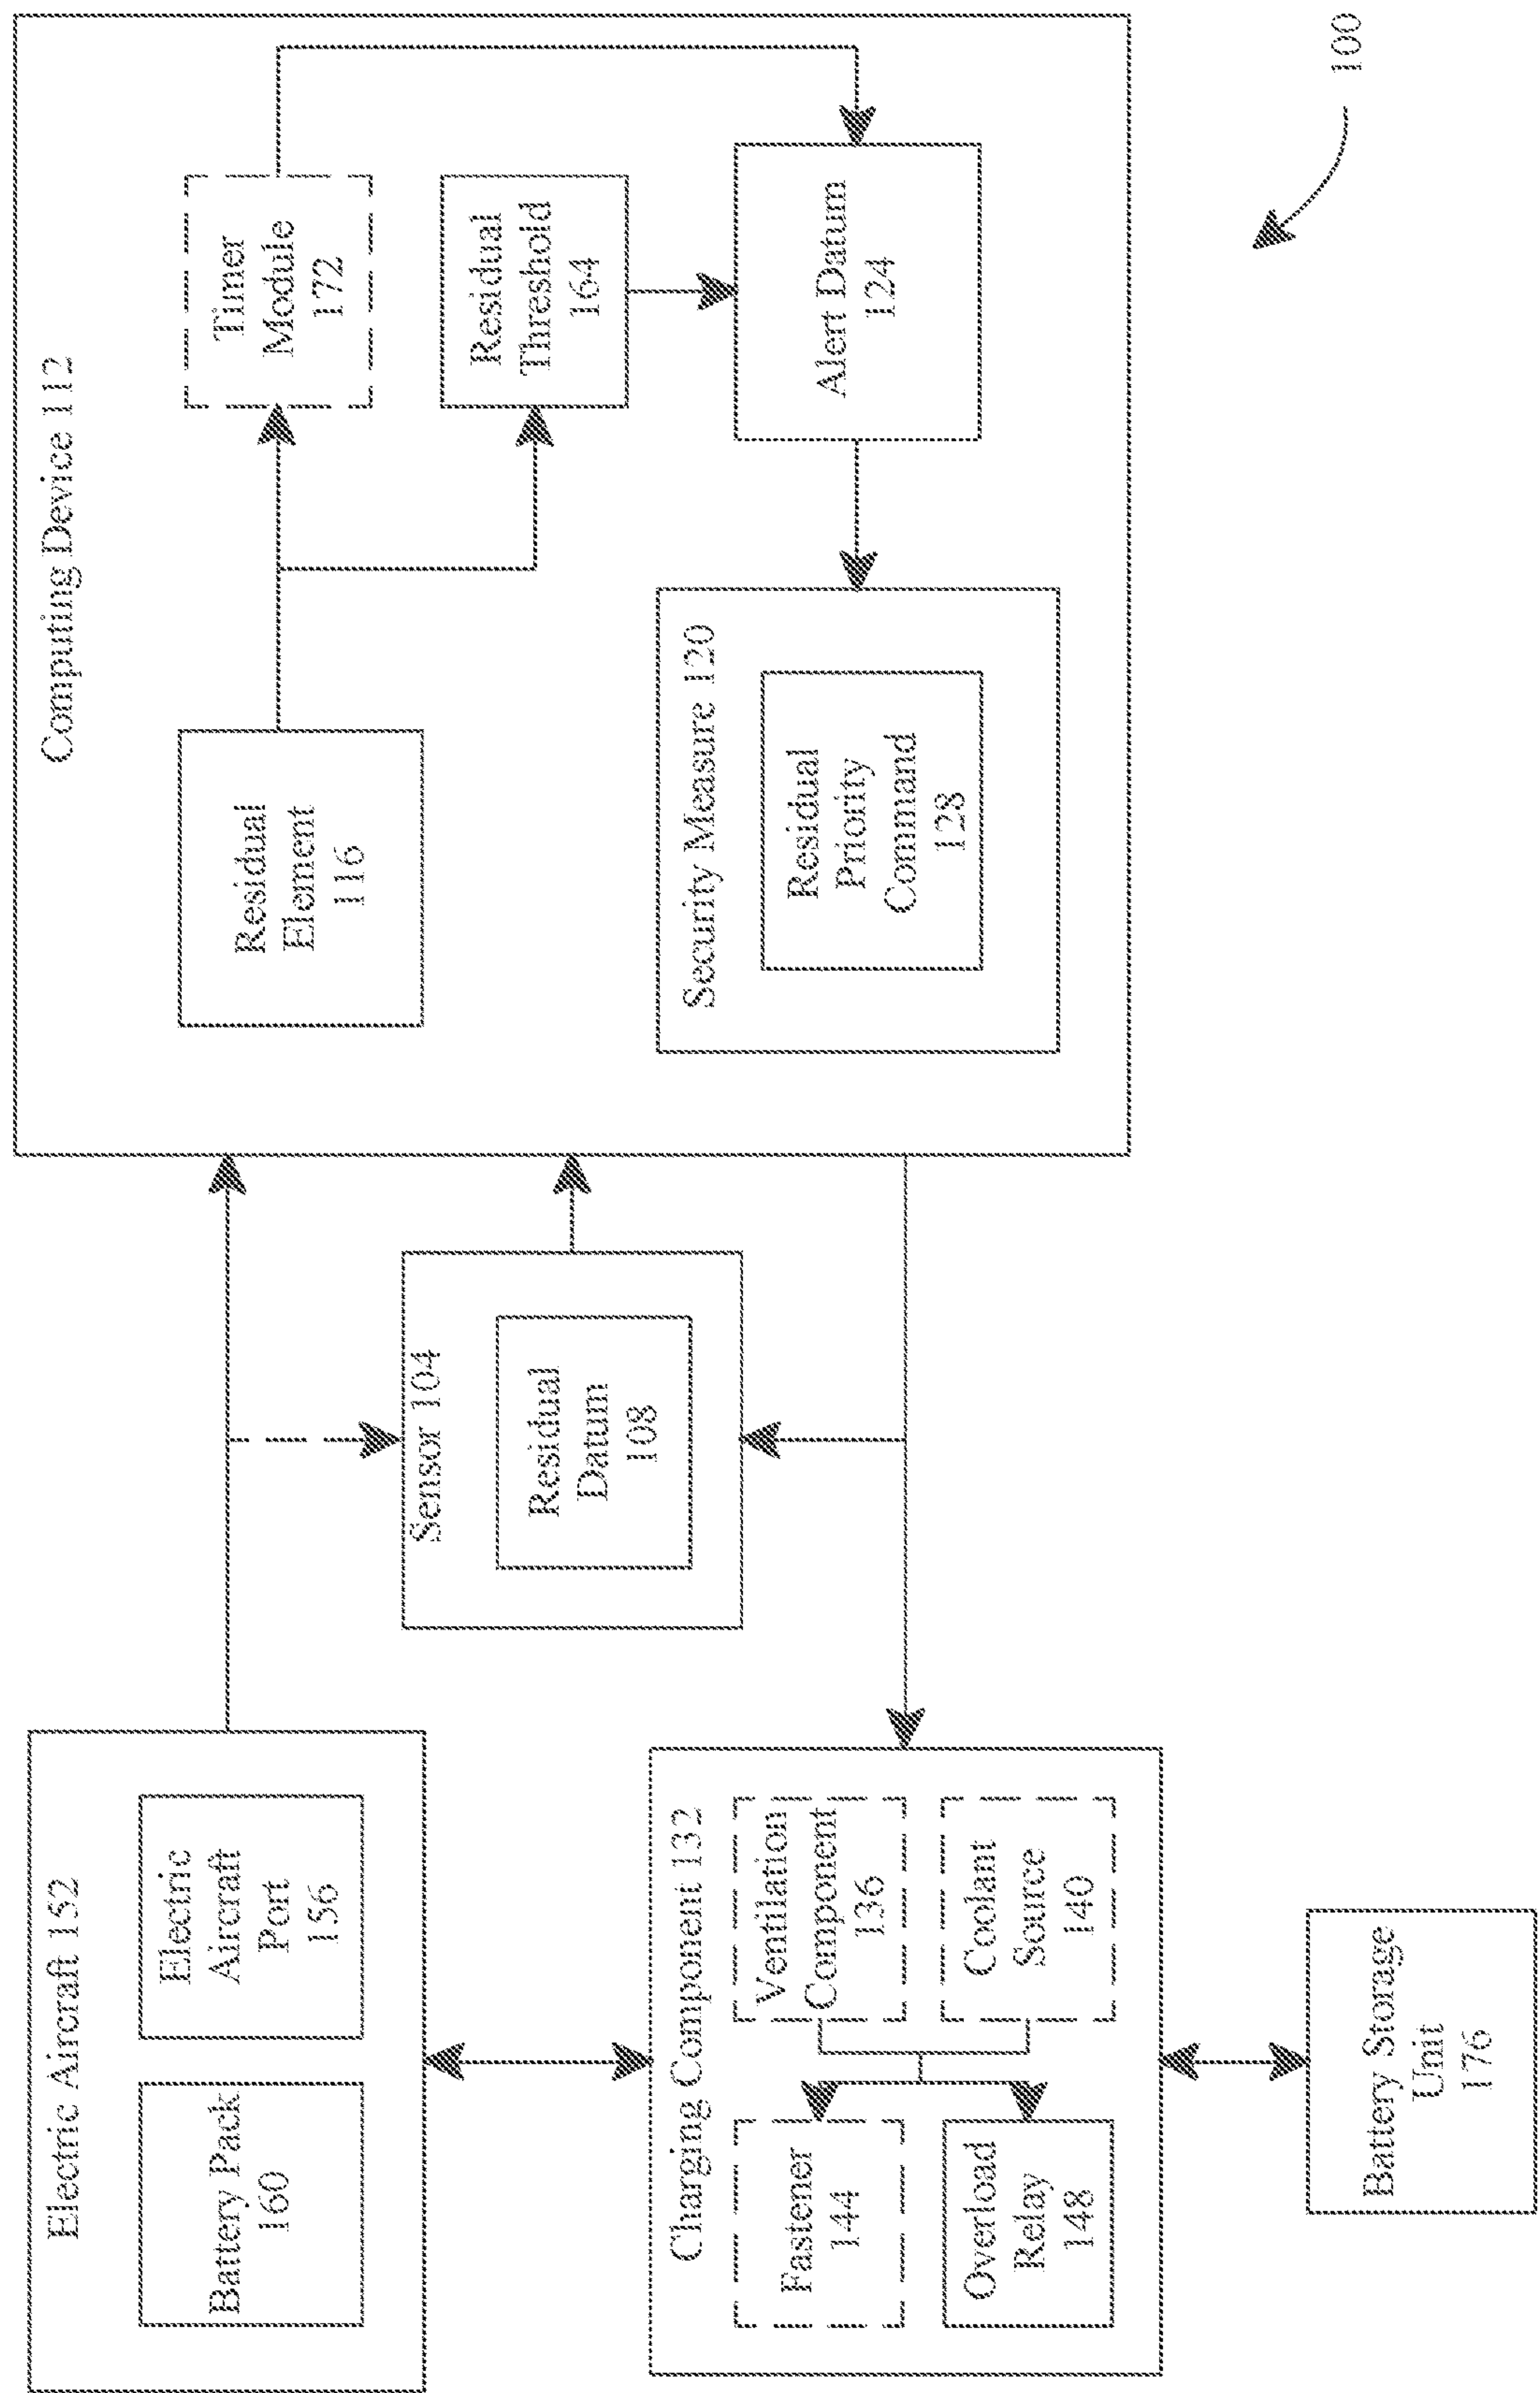 Electric Aircraft 152
Battery Pack
160
Electric
Aircraft
Port
156
Computing Device 112
Residual
Element
116
Timer
Module
172
Residual
Threshold
164
Alert Datum
124
Security Measure 120
Residual
Priority
Command
128
Sensor 104
Residual
Datum
108
Charging Component 132
Fastener
144
Ventilation
Component
136
Overload
Relay
148
Coolant
Source
140
Battery Storage
Unit
176
100